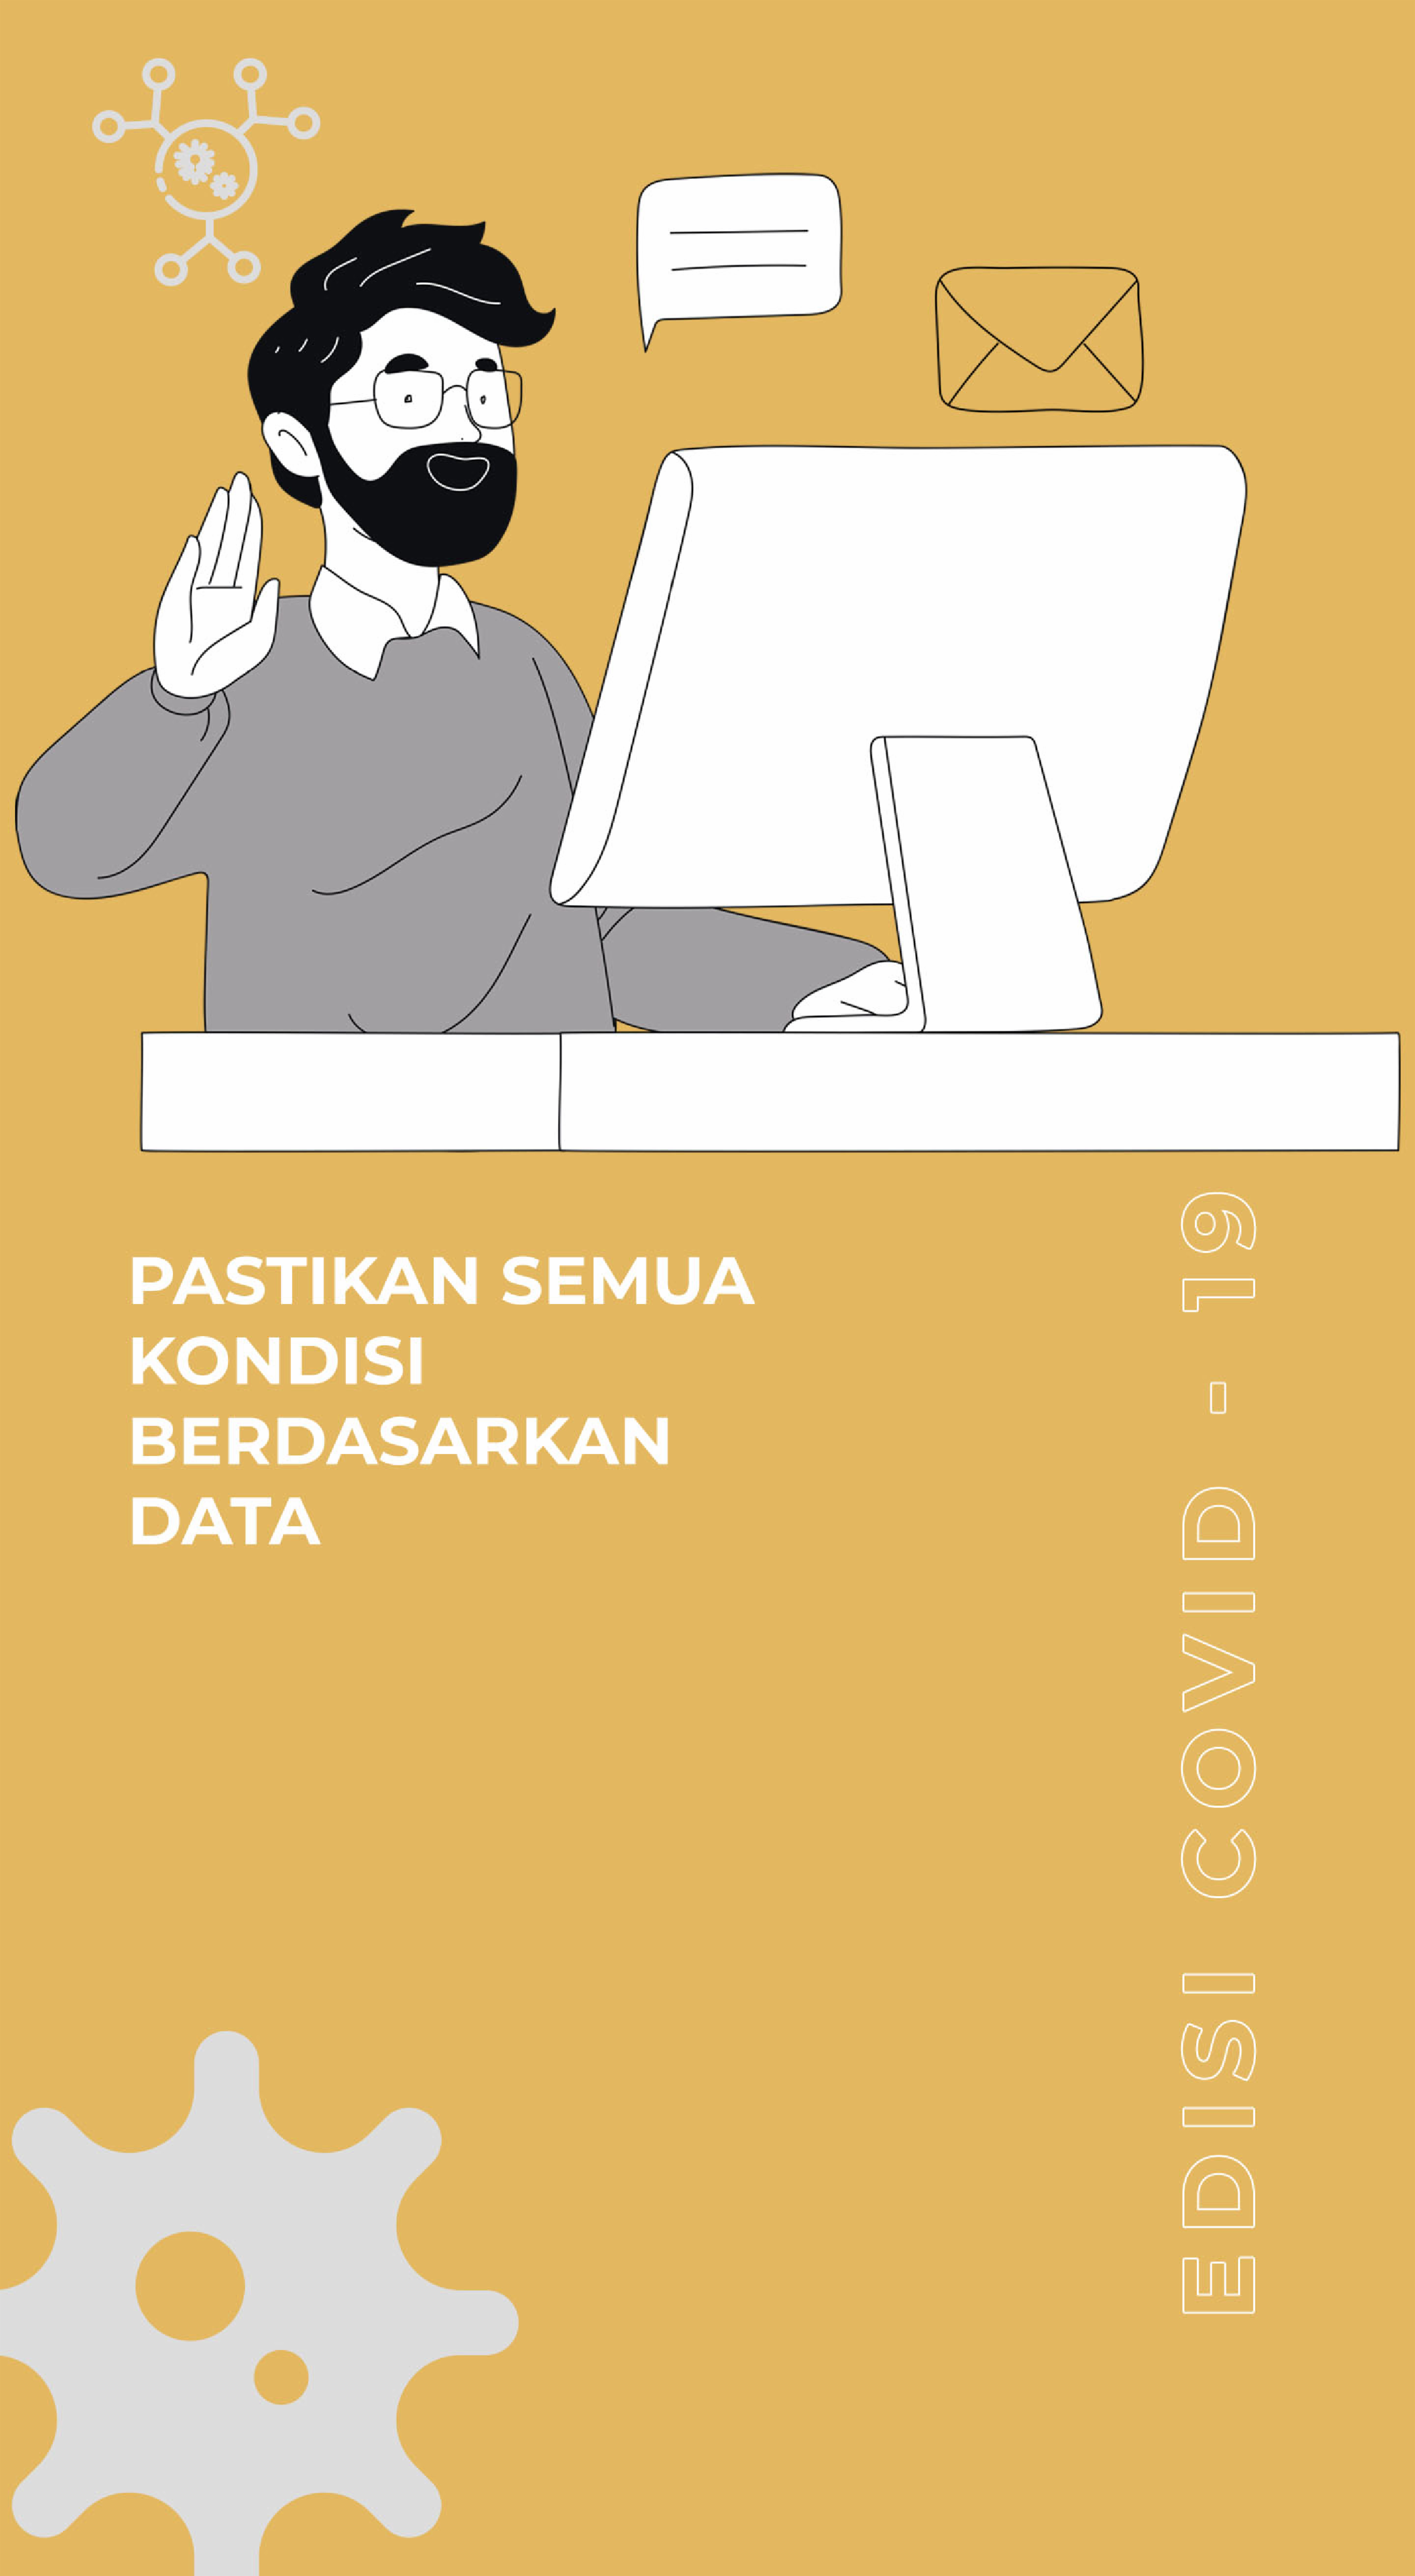 PASTIKAN SEMUA
KONDISI
BERDASARKAN
DATA
EDISI COVID - 19